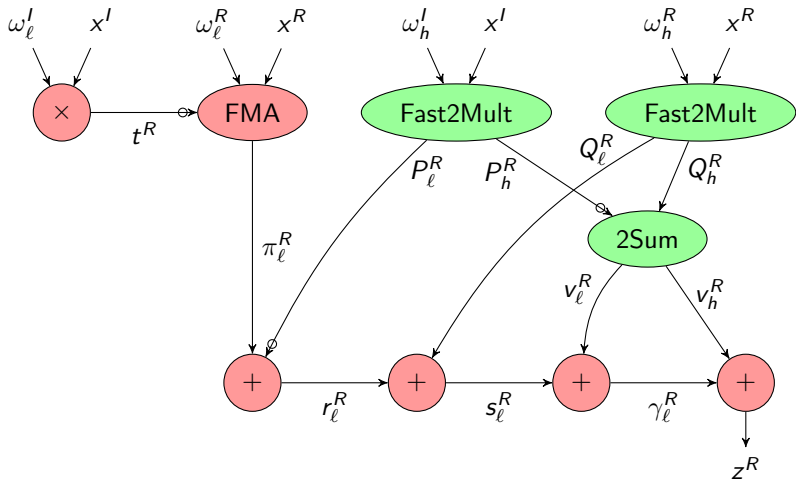 ω_ℓ^I x^I ω_ℓ^R x^R ω_h^I x^I ω_h^R x^R
× FMA Fast2Mult Fast2Mult
t^R
P_ℓ^R P_h^R Q_ℓ^R Q_h^R
π_ℓ^R 2Sum
v_ℓ^R v_h^R
+ + + +
r_ℓ^R s_ℓ^R γ_ℓ^R
z^R